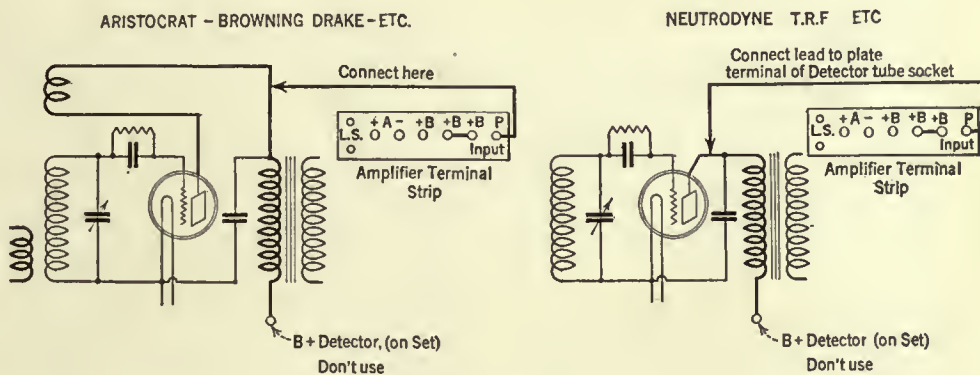 ARISTOCRAT - BROWNING DRAKE - ETC.
Connect here
+A- +B +B +B P
L.S.
Input
Amplifier Terminal
Strip
B+ Detector, (on Set)
Don't use
NEUTRODYNE T.R.F ETC
Connect lead to plate
terminal of Detector tube socket
+A- +B +B +B P
L.S.
Input
Amplifier Terminal
Strip
B+ Detector (on Set)
Don't use